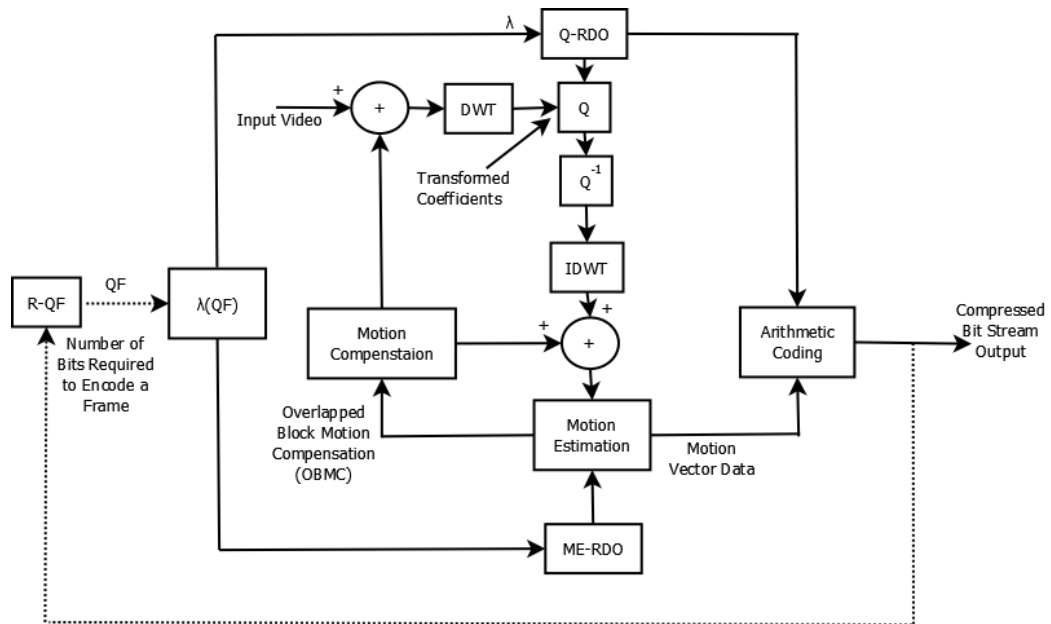 λ
Q-RDO
+
+
DWT
Q
Input Video
Transformed
Coefficients
Q⁻¹
IDWT
QF
R-QF
λ(QF)
Number of
Bits Required
to Encode a
Frame
Motion
Compenstaion
+
+
+
Arithmetic
Coding
Compressed
Bit Stream
Output
Overlapped
Block Motion
Compensation
(OBMC)
Motion
Estimation
Motion
Vector Data
ME-RDO